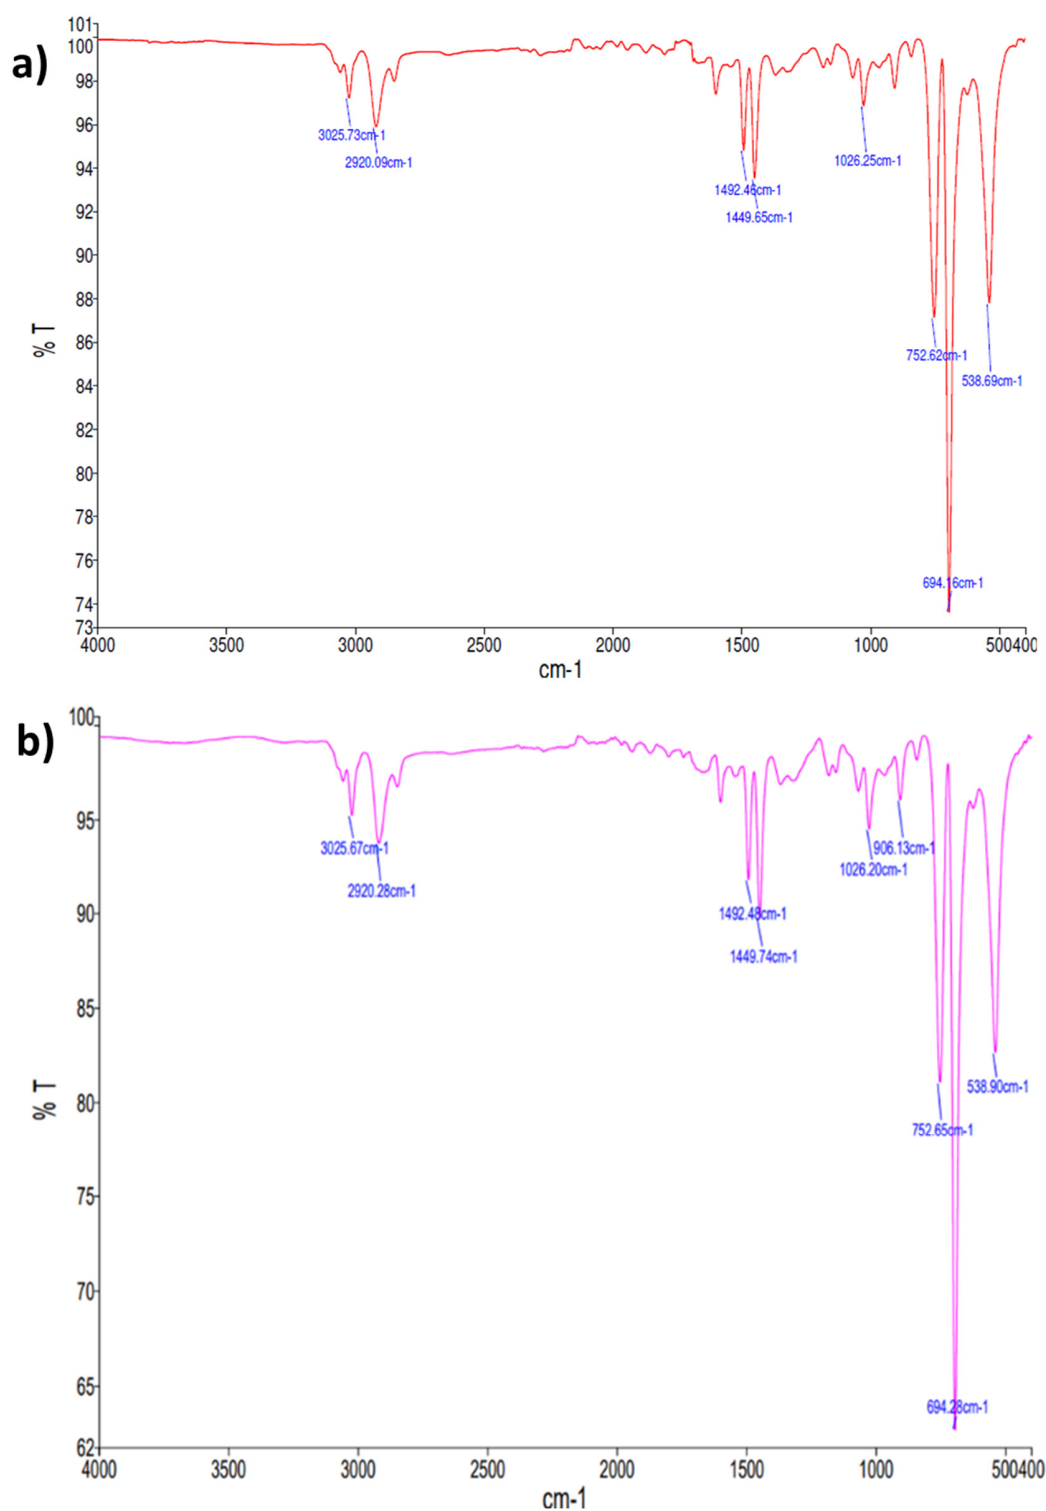 a)
101
100
98
96
94
92
90
88
86
84
82
80
78
76
74
73
% T
3025.73cm-1
2920.09cm-1
1492.46cm-1
1449.65cm-1
1026.25cm-1
752.62cm-1
538.69cm-1
694.16cm-1
4000 3500 3000 2500 2000 1500 1000 500400
cm-1
b)
100
95
90
85
80
75
70
65
62
% T
3025.67cm-1
2920.28cm-1
1492.48cm-1
1449.74cm-1
906.13cm-1
1026.20cm-1
538.90cm-1
752.65cm-1
694.28cm-1
4000 3500 3000 2500 2000 1500 1000 500400
cm-1